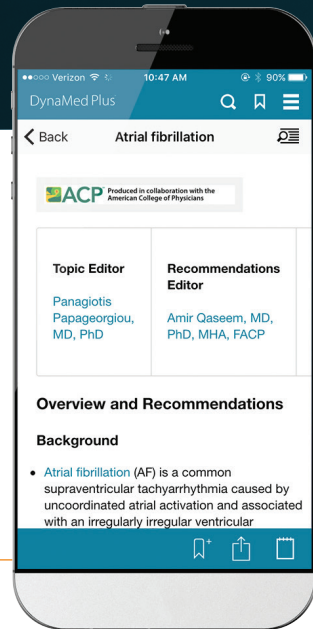 Verizon 10:47 AM 90%
DynaMed Plus
Back Atrial fibrillation
ACP Produced in collaboration with the
American College of Physicians
Topic Editor
Panagiotis
Papageorgiou,
MD, PhD
Recommendations
Editor
Amir Qaseem, MD,
PhD, MHA, FACP
Overview and Recommendations
Background
• Atrial fibrillation (AF) is a common
supraventricular tachyarrhythmia caused by
uncoordinated atrial activation and associated
with an irregularly irregular ventricular